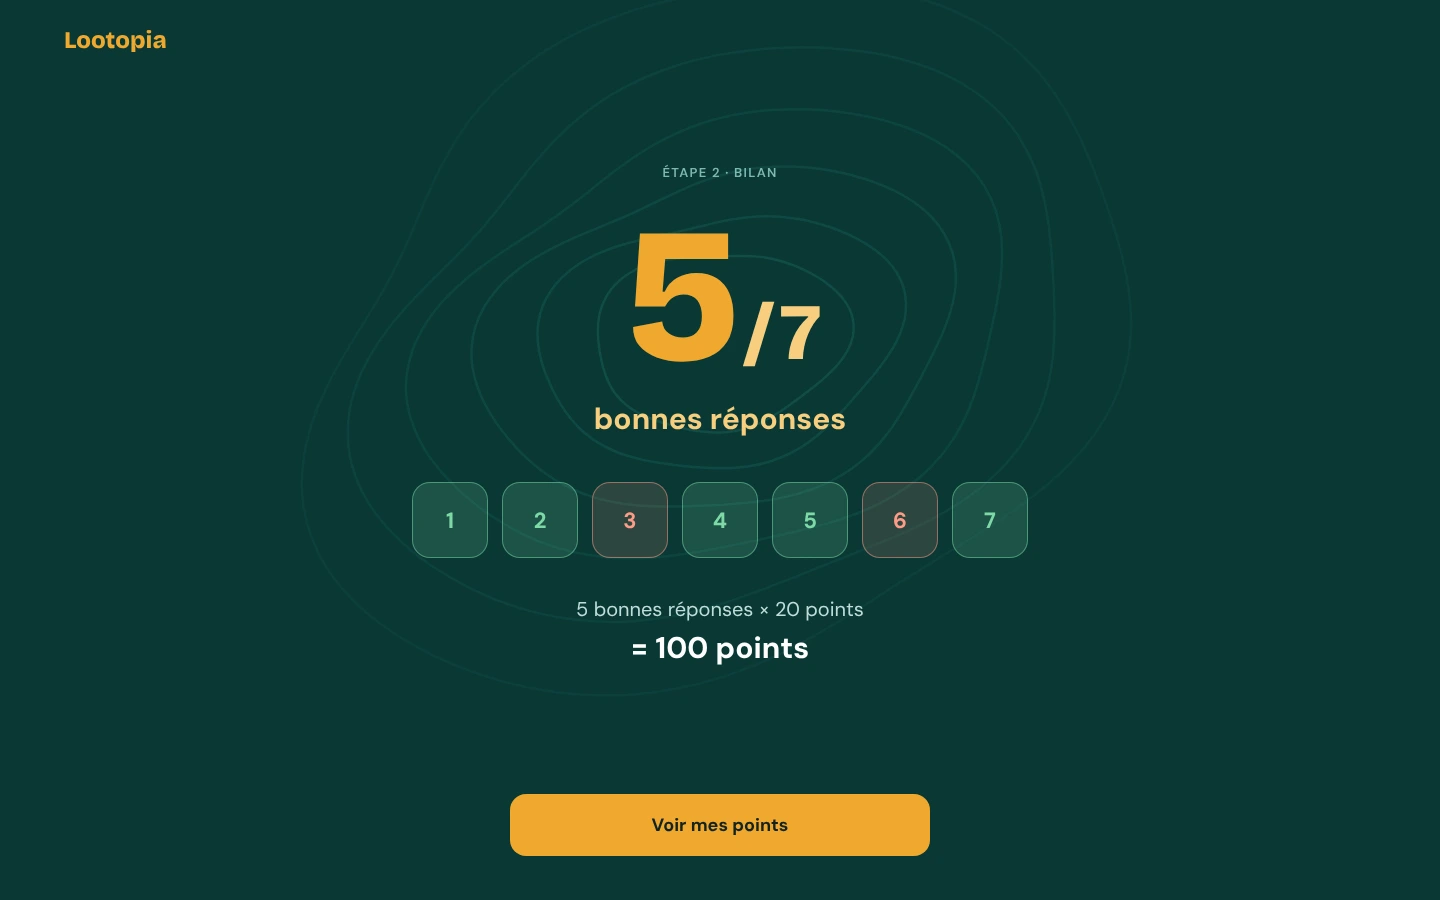 Lootopia
ÉTAPE 2 · BILAN
5/7
bonnes réponses
1 2 3 4 5 6 7
5 bonnes réponses × 20 points
= 100 points
Voir mes points